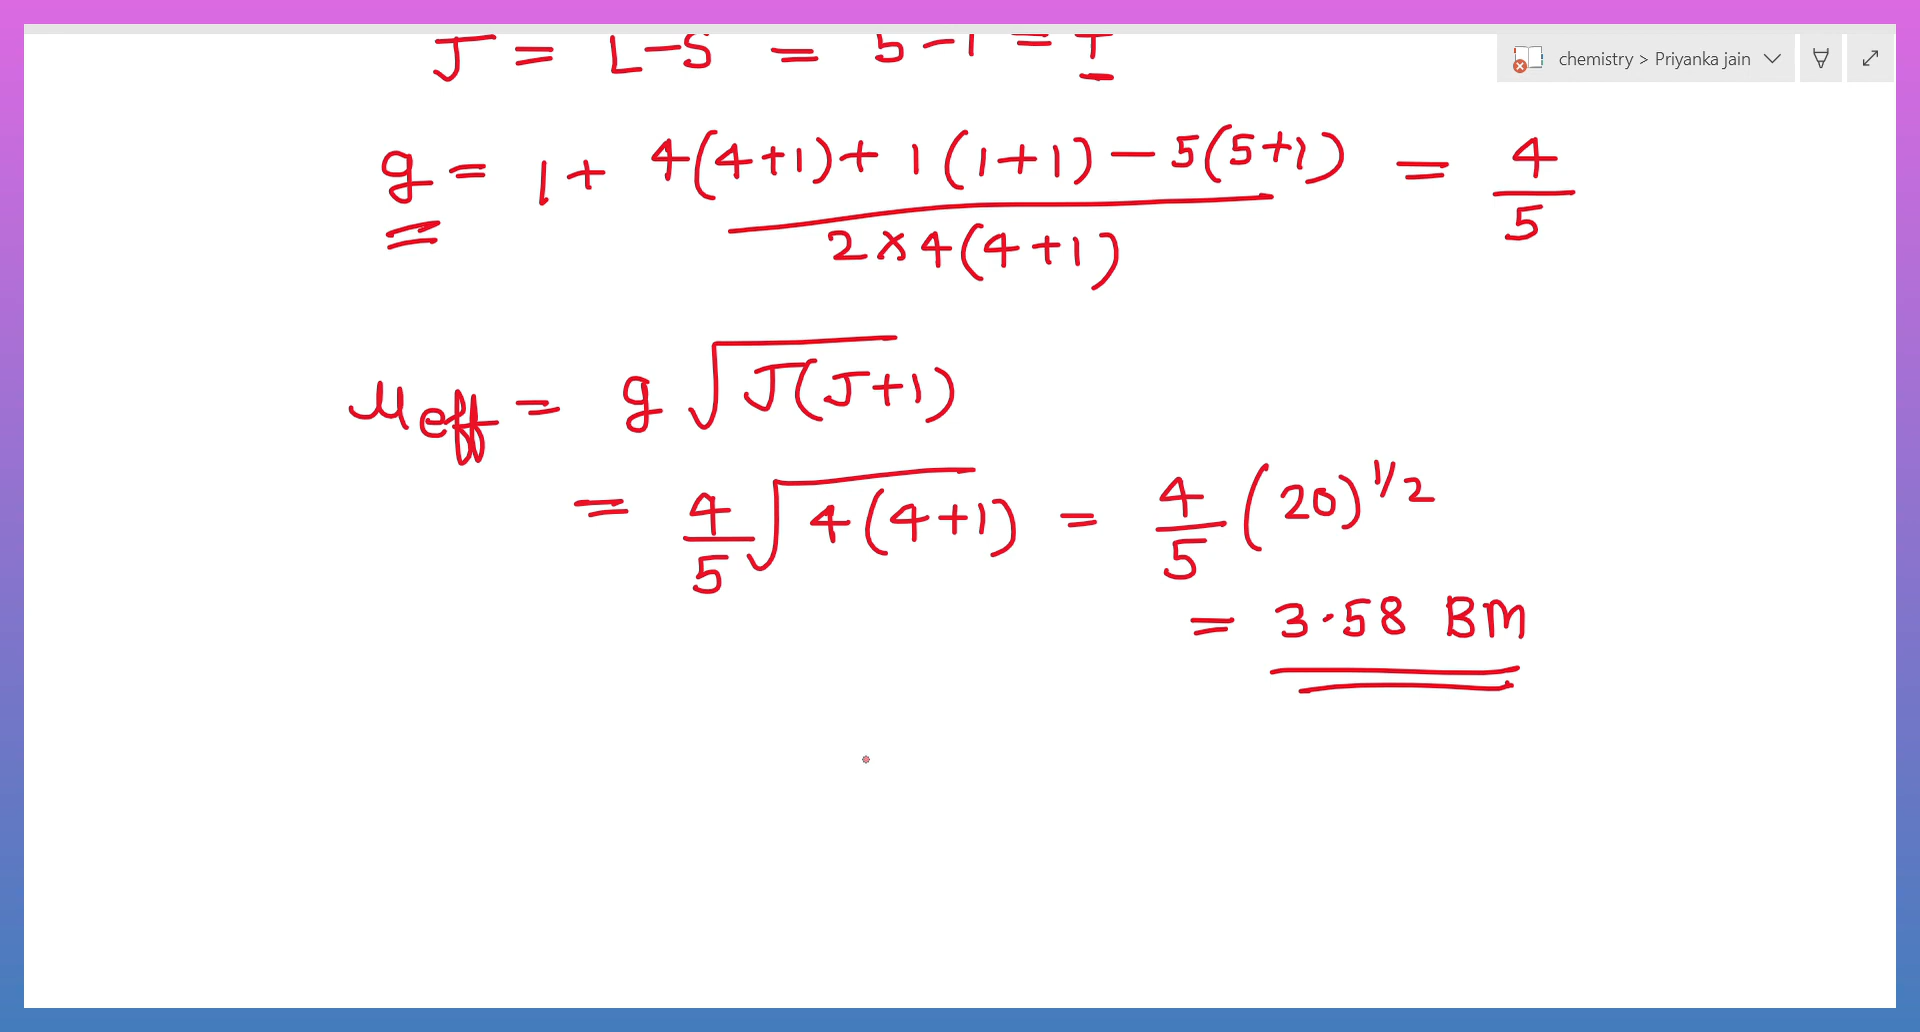 J = L-S = 5-1 = 4
chemistry > Priyanka jain
g = 1 + 4(4+1) + 1(1+1) - 5(5+1) / 2×4(4+1) = 4/5
μeff = g √J(J+1)
= 4/5 √4(4+1) = 4/5 (20)^1/2
= 3.58 BM